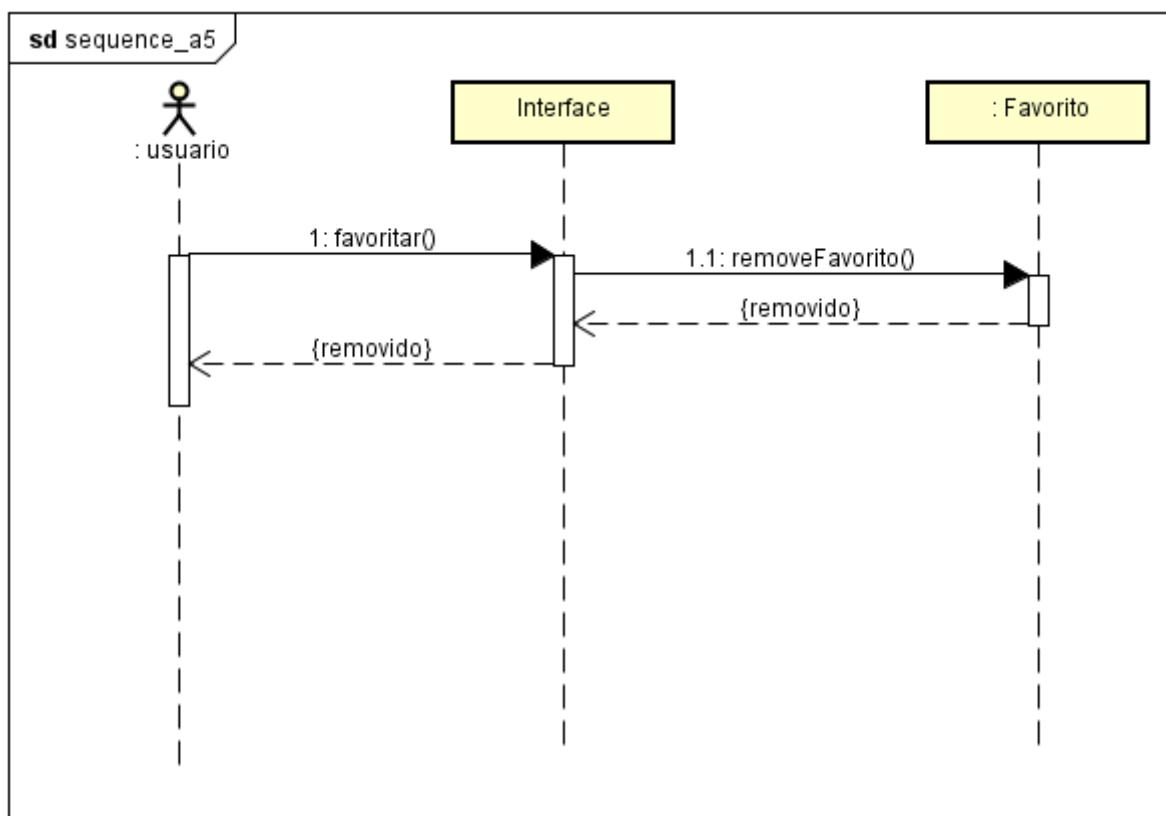 sd sequence_a5
: usuario
Interface
: Favorito
1: favoritar()
1.1: removeFavorito()
{removido}
{removido}